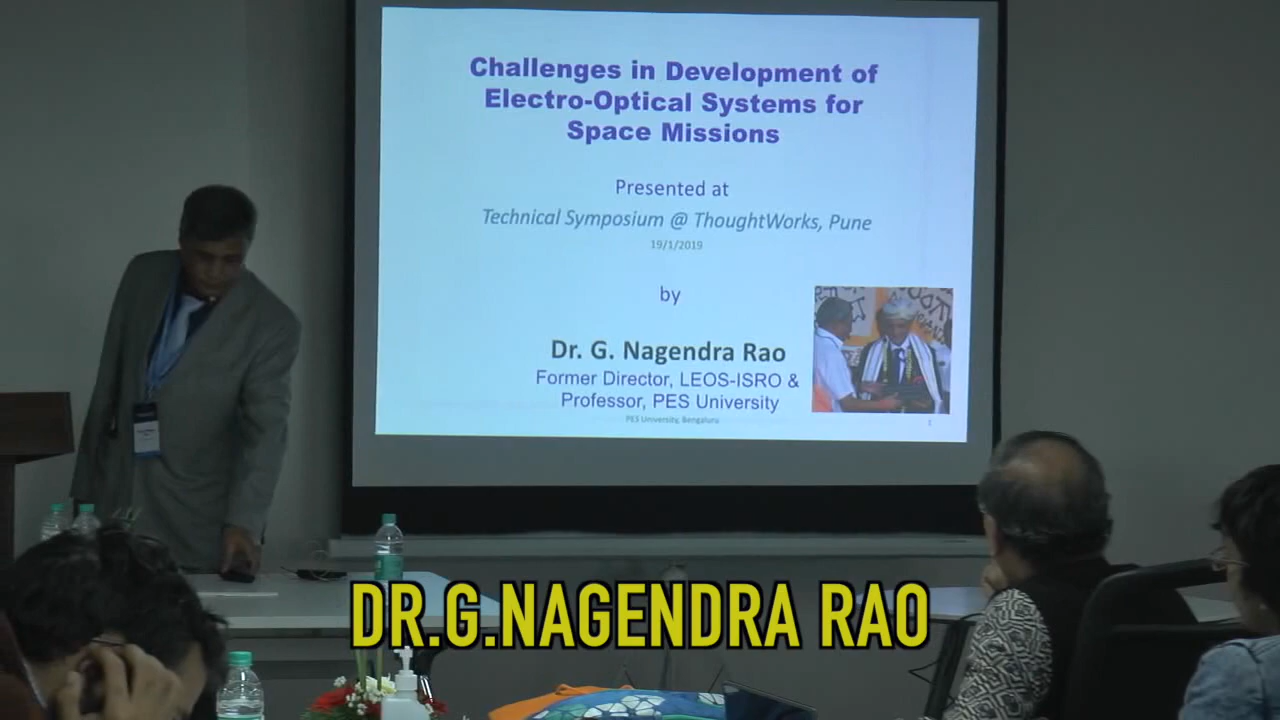 Challenges in Development of
Electro-Optical Systems for
Space Missions
Presented at
Technical Symposium @ ThoughtWorks, Pune
19/1/2019
by
Dr. G. Nagendra Rao
Former Director, LEOS-ISRO &
Professor, PES University
PES University, Bengaluru
1
DR.G.NAGENDRA RAO